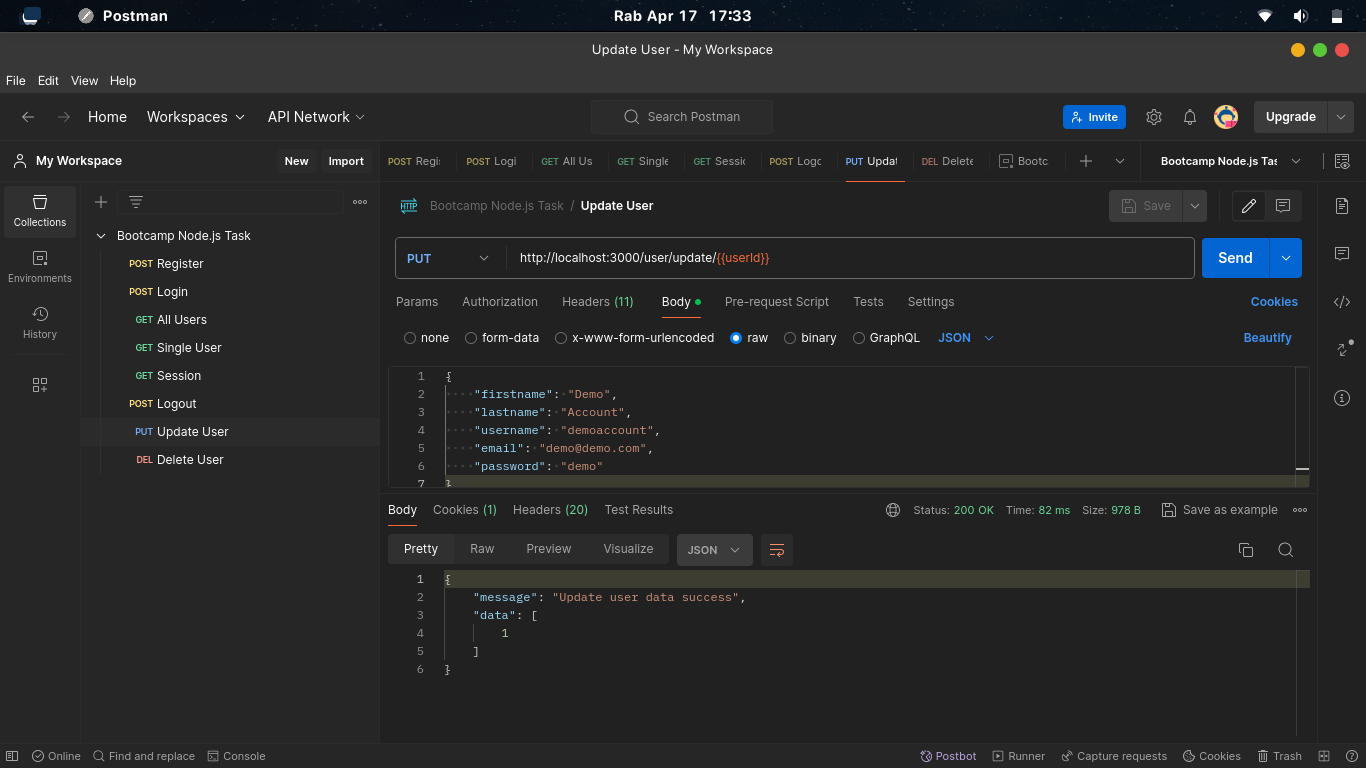 Postman
Rab Apr 17 17:33
Update User - My Workspace
File Edit View Help
Home Workspaces API Network Search Postman Invite Upgrade
My Workspace New Import
POST Regi POST Logi GET All Us GET Single GET Sessic POST Logc PUT Updat DEL Delete Bootc Bootcamp Node.js Tas
Collections
Environments
History
Bootcamp Node.js Task
POST Register
POST Login
GET All Users
GET Single User
GET Session
POST Logout
PUT Update User
DEL Delete User
HTTP Bootcamp Node.js Task / Update User Save
PUT http://localhost:3000/user/update/{{userId}} Send
Params Authorization Headers (11) Body Pre-request Script Tests Settings Cookies
none form-data x-www-form-urlencoded raw binary GraphQL JSON Beautify
1 {
2 "firstname": "Demo",
3 "lastname": "Account",
4 "username": "demoaccount",
5 "email": "demo@demo.com",
6 "password": "demo"
7 }
Body Cookies (1) Headers (20) Test Results Status: 200 OK Time: 82 ms Size: 978 B Save as example
Pretty Raw Preview Visualize JSON
1 {
2 "message": "Update user data success",
3 "data": [
4 1
5 ]
6 }
Online Find and replace Console Postbot Runner Capture requests Cookies Trash